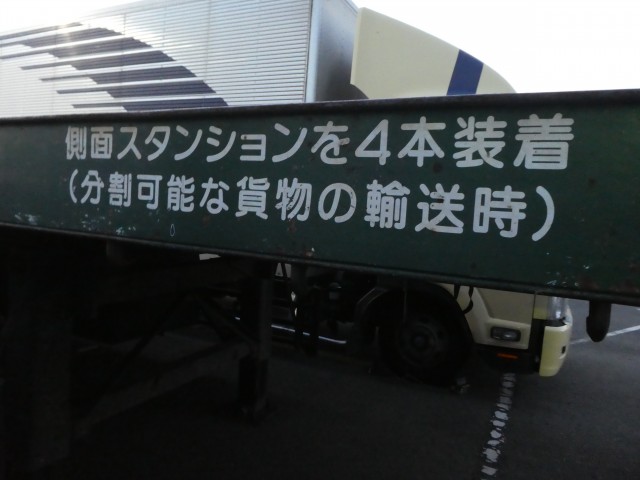 側面スタンションを4本装着
(分割可能な貨物の輸送時)